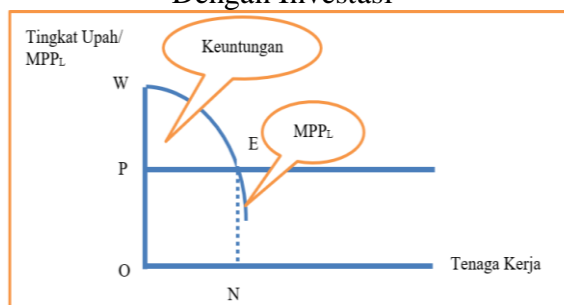 Dengan Investasi
Tingkat Upah/
MPPL
Keuntungan
W
E
MPPL
P
O
Tenaga Kerja
N